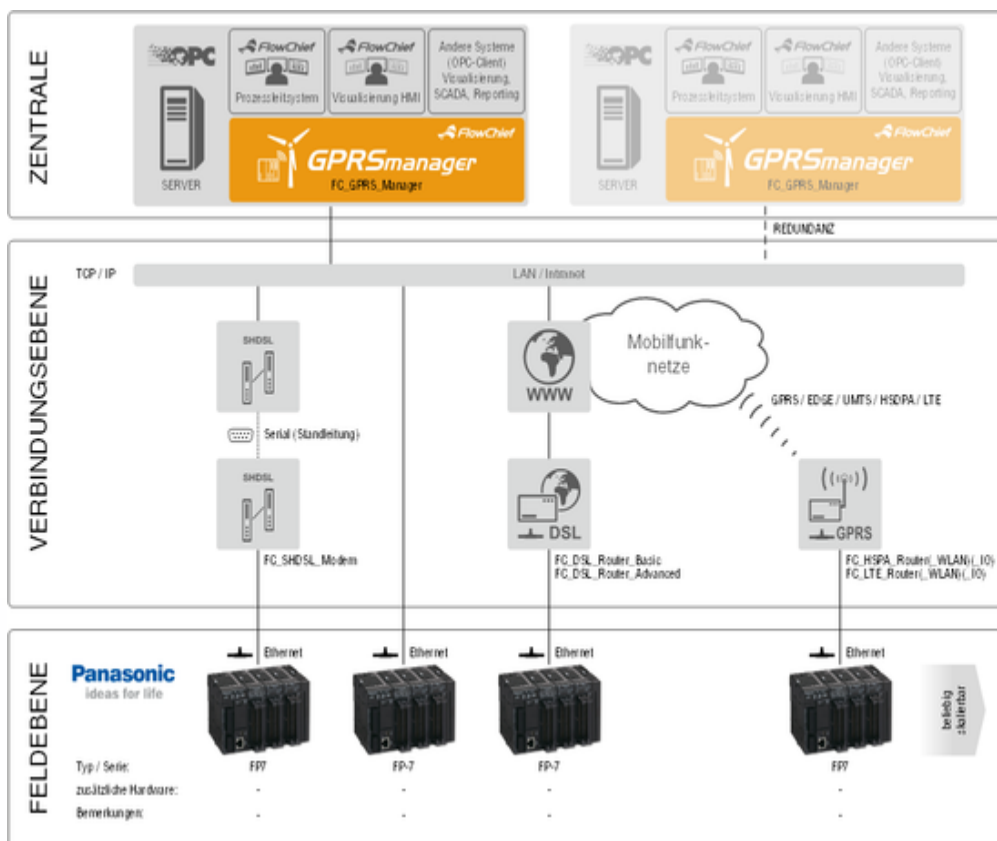 ZENTRALE
OPC
SERVER
FlowChief
Prozessleitsystem
FlowChief
Visualisierung HMI
Andere Systeme
(OPC-Client)
Visualisierung,
SCADA, Reporting
FlowChief
GPRSmanager
FC_GPRS_Manager
OPC
SERVER
FlowChief
Prozessleitsystem
FlowChief
Visualisierung HMI
Andere Systeme
(OPC-Client)
Visualisierung,
SCADA, Reporting
FlowChief
GPRSmanager
FC_GPRS_Manager
REDUNDANZ
VERBINDUNGSEBENE
TCP / IP
LAN / Intranet
SHDSL
WWW
Mobilfunk-
netze
GPRS / EDGE / UMTS / HSDPA / LTE
Serial (Standleitung)
SHDSL
DSL
GPRS
FC_SHDSL_Modem
FC_DSL_Router_Basic
FC_DSL_Router_Advanced
FC_HSPA_Router(_WLAN)(_IO)
FC_LTE_Router(_WLAN)(_IO)
FELDEBENE
Panasonic
ideas for life
Ethernet
Ethernet
Ethernet
Ethernet
beliebig
skalierbar
Typ / Serie: FP7 FP-7 FP-7 FP7
zusätzliche Hardware: - - - -
Bemerkungen: - - - -